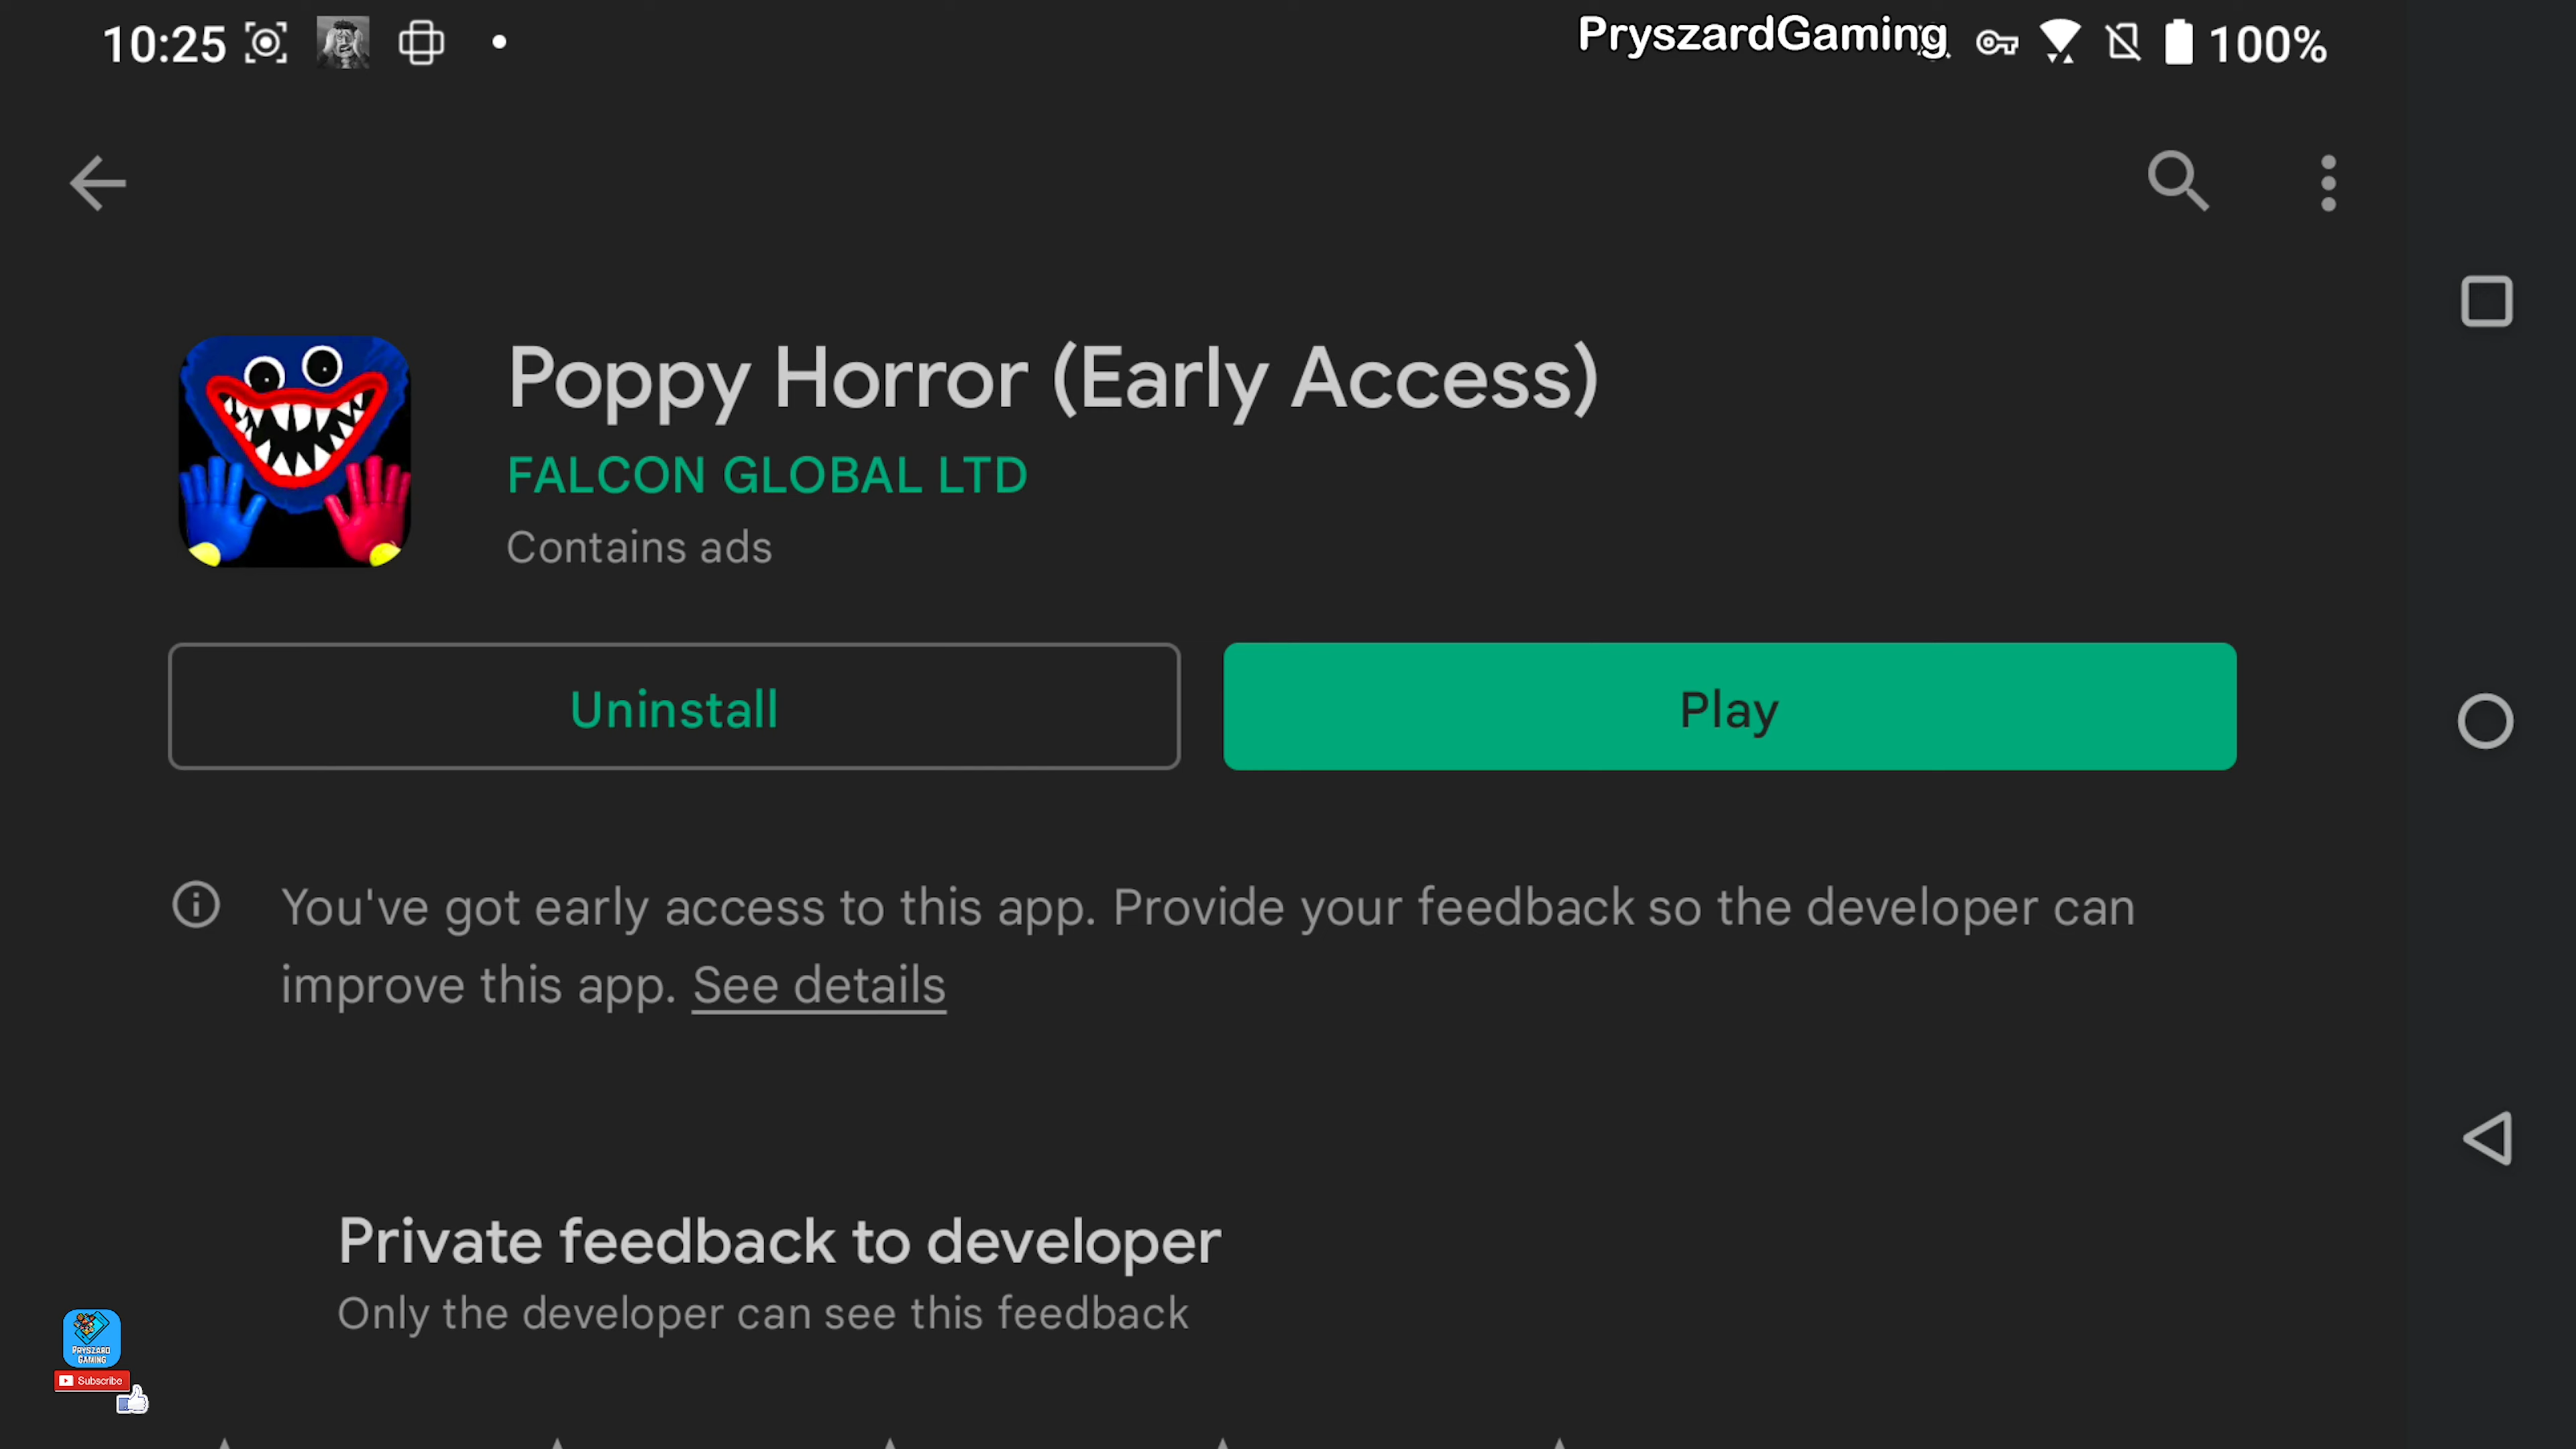 10:25
PryszardGaming
100%
Poppy Horror (Early Access)
FALCON GLOBAL LTD
Contains ads
Uninstall
Play
You've got early access to this app. Provide your feedback so the developer can
improve this app. See details
Private feedback to developer
Only the developer can see this feedback
PRYSZARD
GAMING
Subscribe